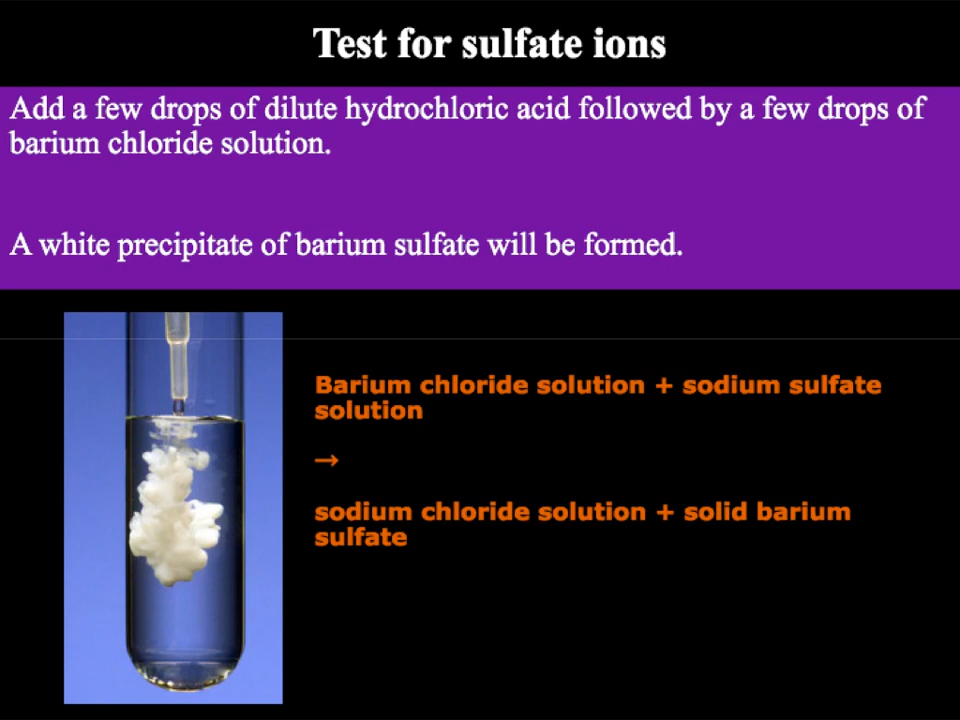 Test for sulfate ions
Add a few drops of dilute hydrochloric acid followed by a few drops of
barium chloride solution.
A white precipitate of barium sulfate will be formed.
Barium chloride solution + sodium sulfate
solution
→
sodium chloride solution + solid barium
sulfate